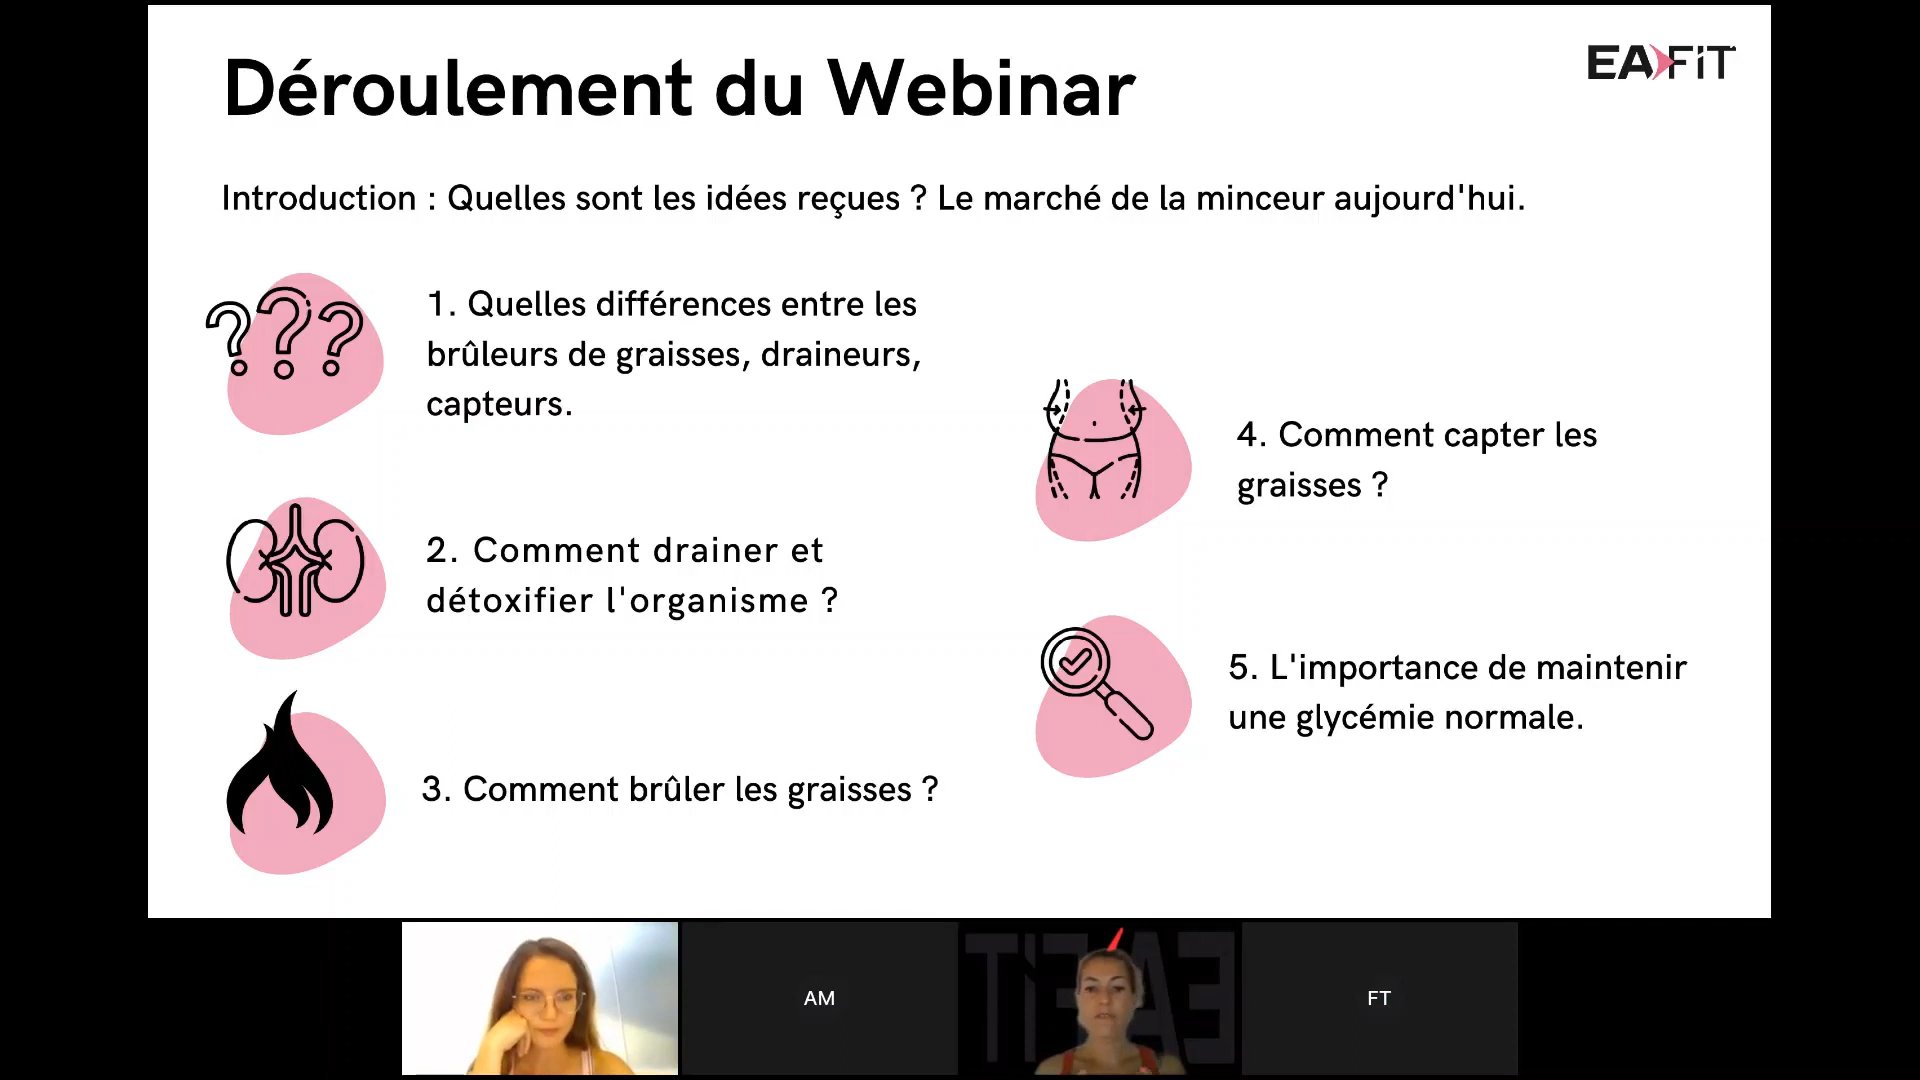 Déroulement du Webinar
EAFiT
Introduction : Quelles sont les idées reçues ? Le marché de la minceur aujourd'hui.
???
1. Quelles différences entre les
brûleurs de graisses, draineurs,
capteurs.
2. Comment drainer et
détoxifier l'organisme ?
3. Comment brûler les graisses ?
4. Comment capter les
graisses ?
5. L'importance de maintenir
une glycémie normale.
AM
EAFIT
FT